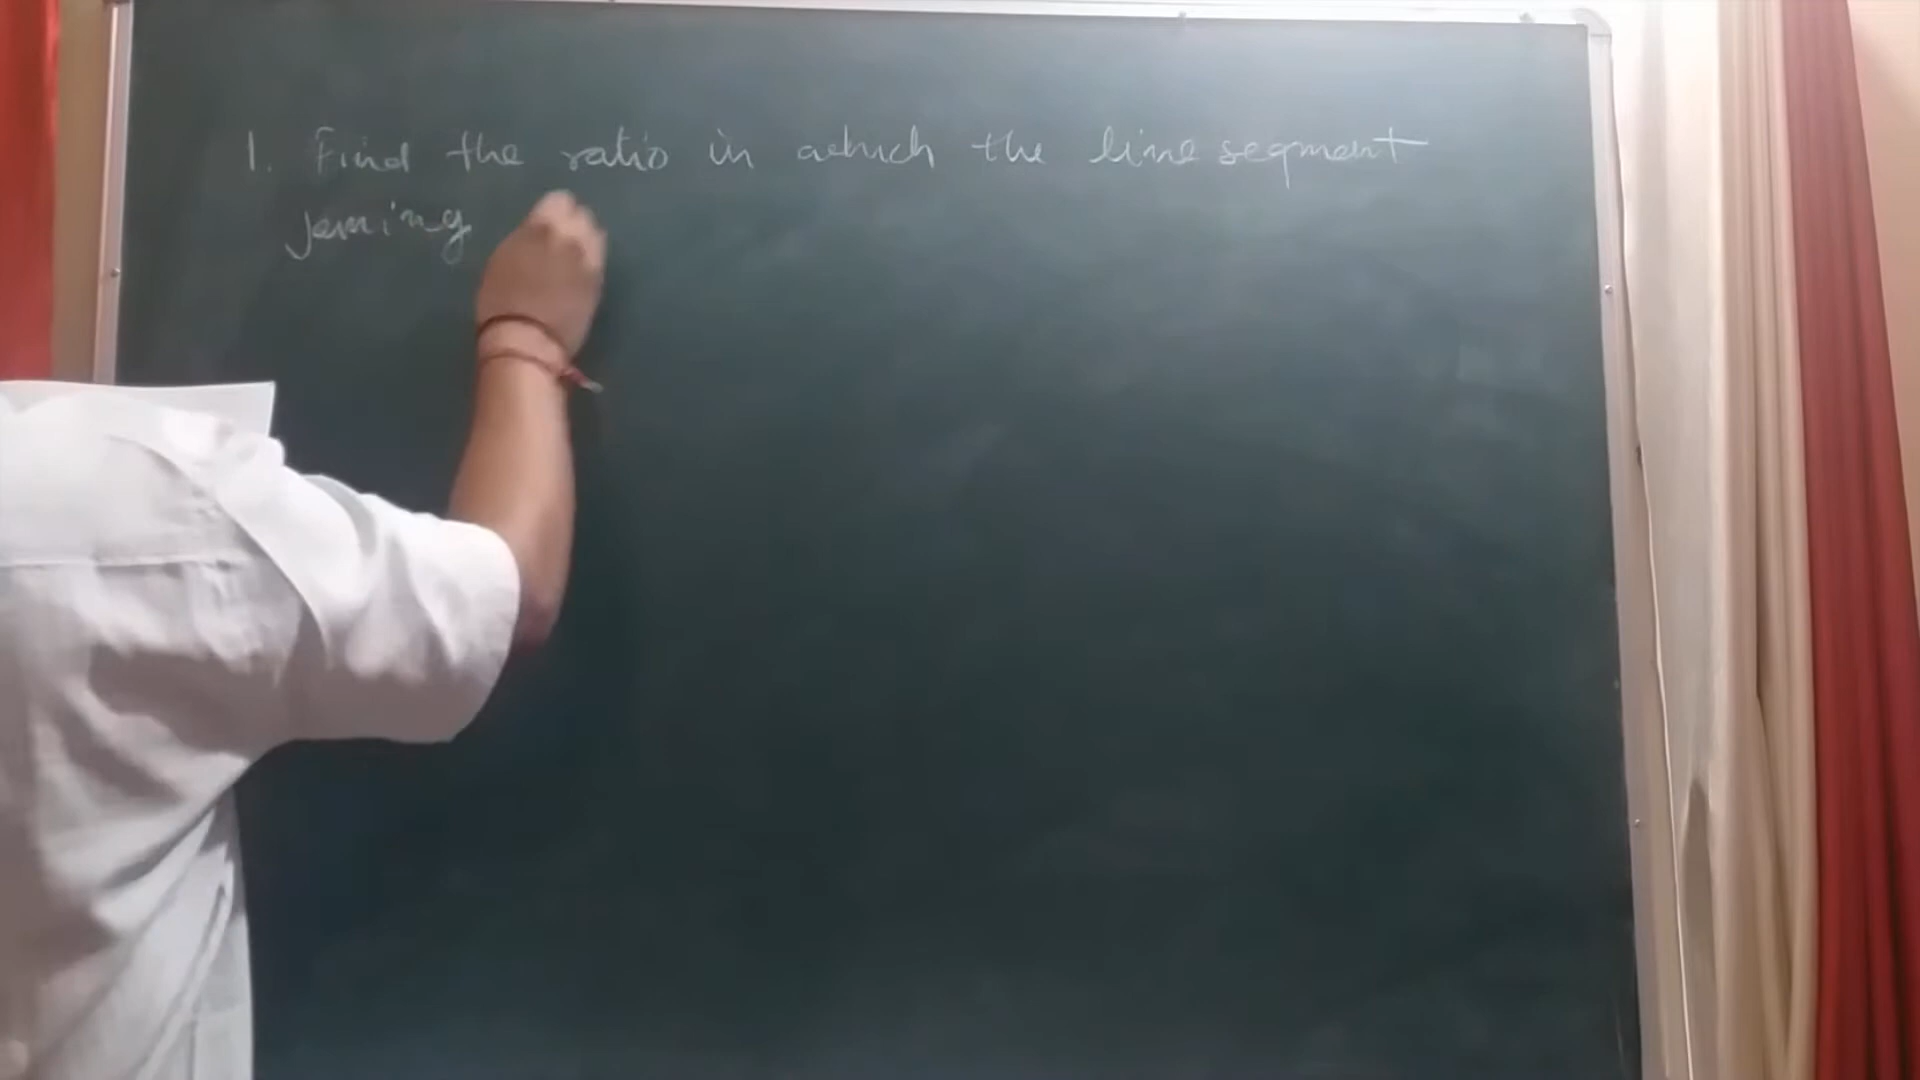 1. Find the ratio in which the line segment
joining